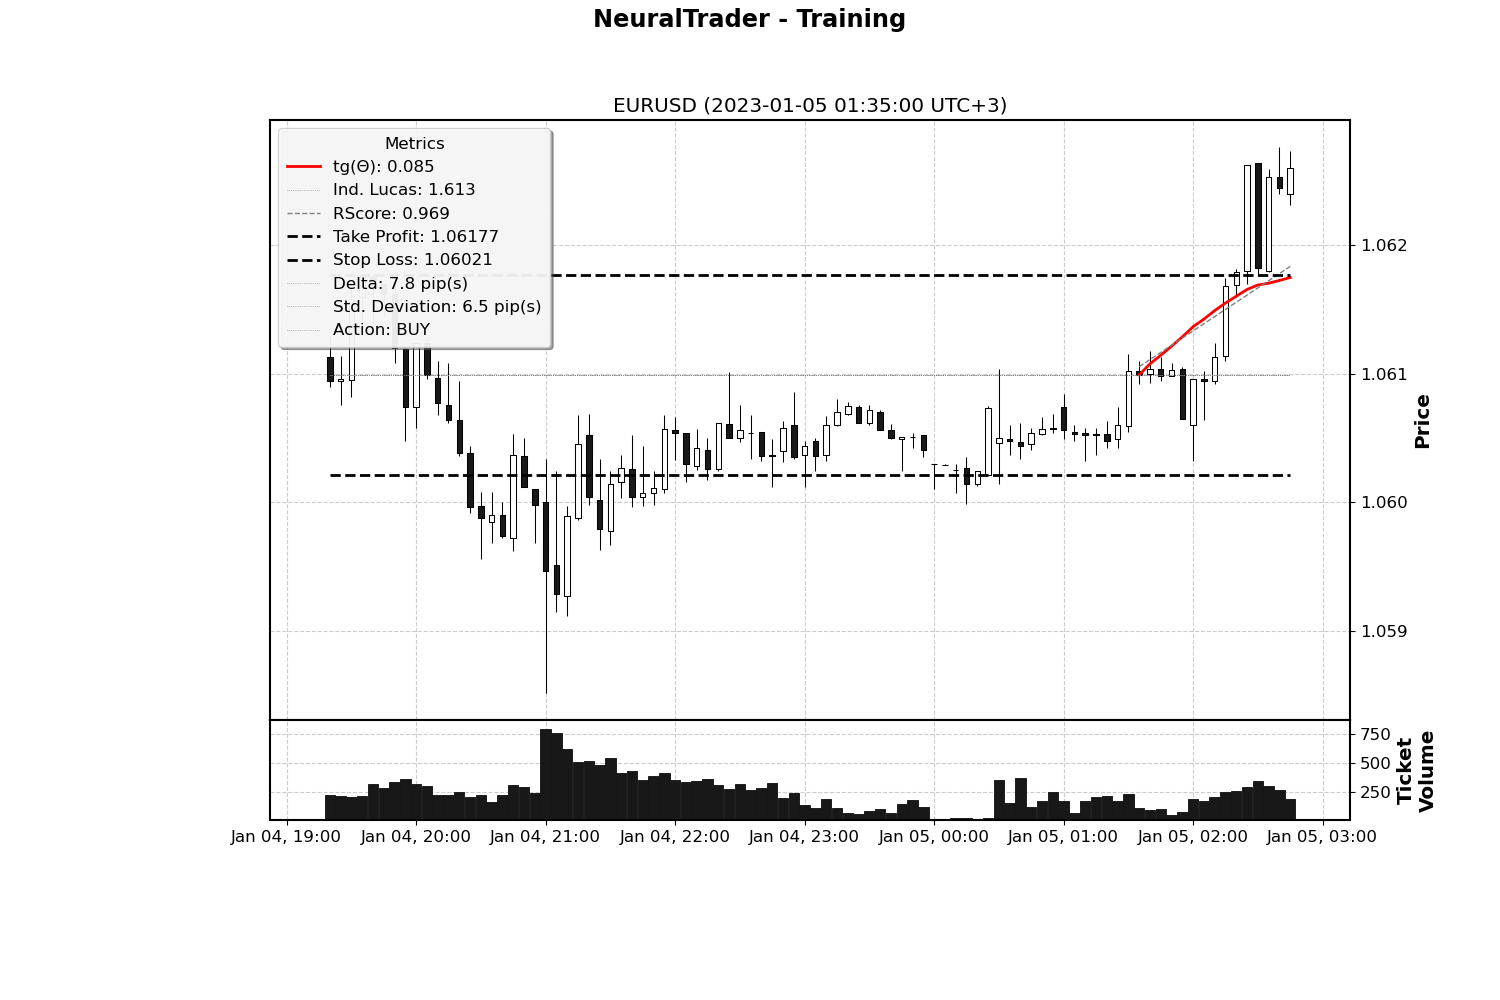 NeuralTrader - Training
EURUSD (2023-01-05 01:35:00 UTC+3)
Metrics
tg(Θ): 0.085
Ind. Lucas: 1.613
RScore: 0.969
Take Profit: 1.06177
Stop Loss: 1.06021
Delta: 7.8 pip(s)
Std. Deviation: 6.5 pip(s)
Action: BUY
1.062
1.061
1.060
1.059
Price
750
500
250
Ticket
Volume
Jan 04, 19:00
Jan 04, 20:00
Jan 04, 21:00
Jan 04, 22:00
Jan 04, 23:00
Jan 05, 00:00
Jan 05, 01:00
Jan 05, 02:00
Jan 05, 03:00